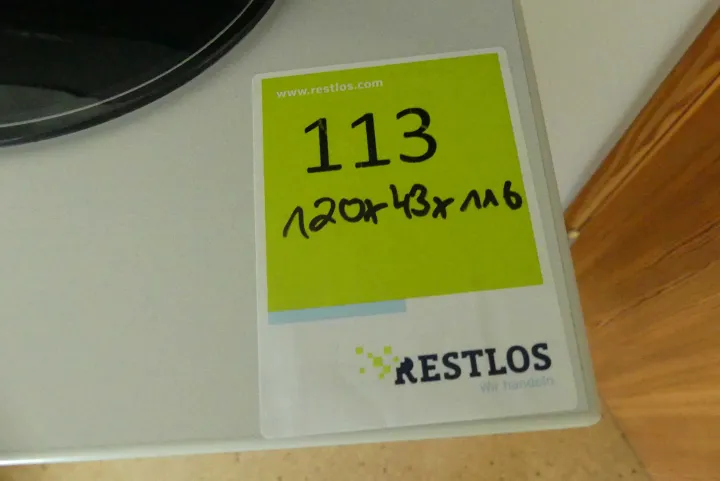 www.restlos.com
113
120x43x116
RESTLOS
Wir handeln